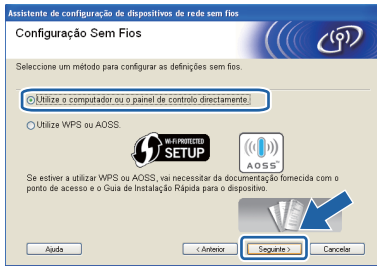 Assistente de configuração de dispositivos de rede sem fios
Configuração Sem Fios
Seleccione um método para configurar as definições sem fios.
Utilize o computador ou o painel de controlo directamente.
Utilize WPS ou AOSS.
WI-FI PROTECTED
SETUP
AOSS™
Se estiver a utilizar WPS ou AOSS, vai necessitar da documentação fornecida com o
ponto de acesso e o Guia de Instalação Rápida para o dispositivo.
Ajuda
< Anterior
Seguinte >
Cancelar